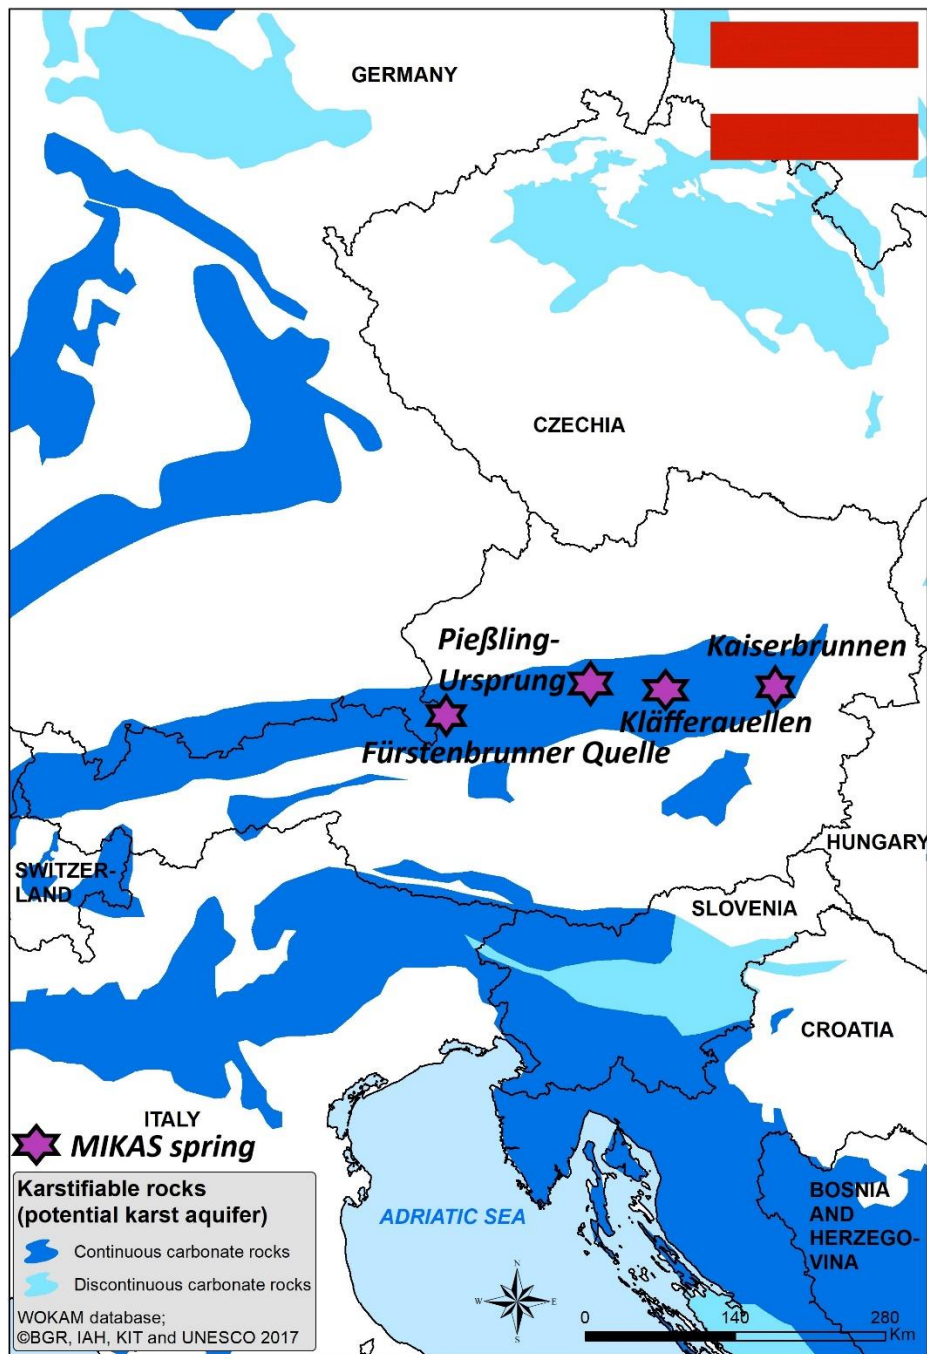 GERMANY
CZECHIA
Pießling-
Ursprung
Kaiserbrunnen
Kläfferquellen
Fürstenbrunner Quelle
HUNGARY
SWITZER-
LAND
SLOVENIA
CROATIA
ITALY
MIKAS spring
Karstifiable rocks
(potential karst aquifer)
Continuous carbonate rocks
Discontinuous carbonate rocks
WOKAM database;
©BGR, IAH, KIT and UNESCO 2017
ADRIATIC SEA
BOSNIA
AND
HERZEGO-
VINA
N
W E
S
0 140 280
Km